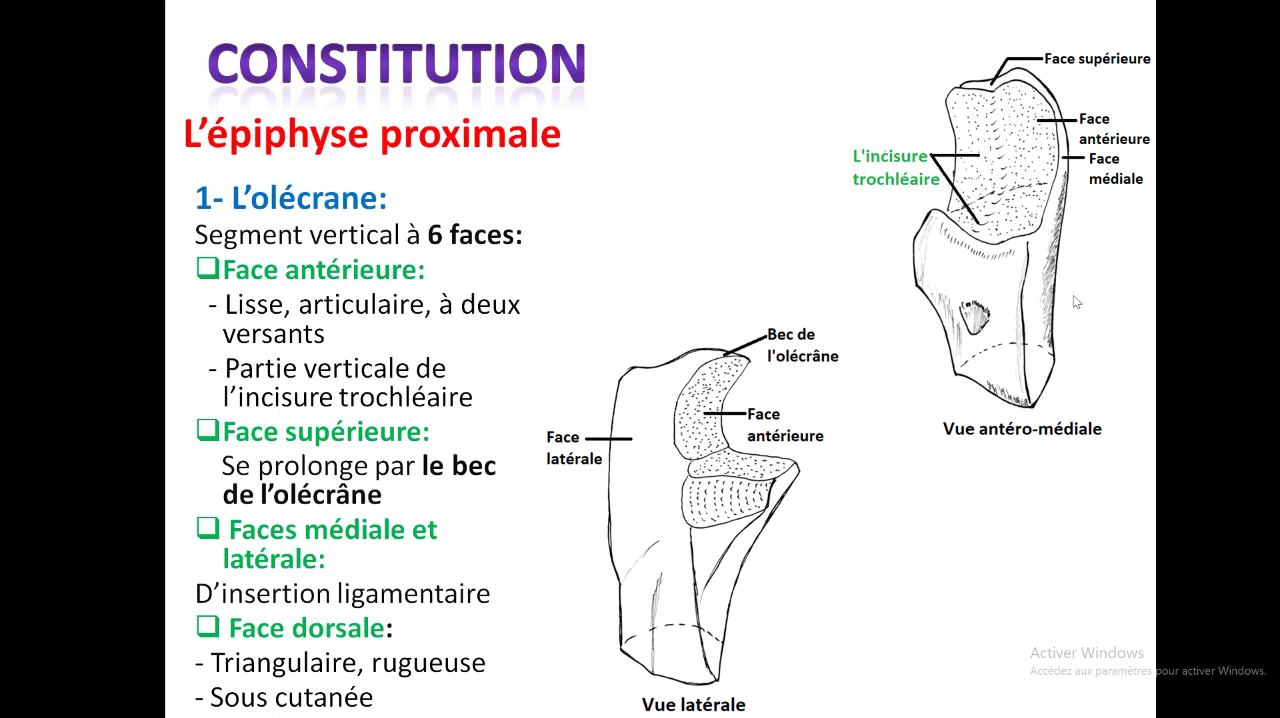 CONSTITUTION
L'épiphyse proximale
1- L'olécrane:
Segment vertical à 6 faces:
Face antérieure:
- Lisse, articulaire, à deux
versants
- Partie verticale de
l'incisure trochléaire
Face supérieure:
Se prolonge par le bec
de l'olécrâne
Faces médiale et
latérale:
D'insertion ligamentaire
Face dorsale:
- Triangulaire, rugueuse
- Sous cutanée
Bec de
l'olécrâne
Face
antérieure
Face
latérale
Vue latérale
Face supérieure
Face
antérieure
Face
médiale
L'incisure
trochléaire
Vue antéro-médiale
Activer Windows
Accédez aux paramètres pour activer Windows.